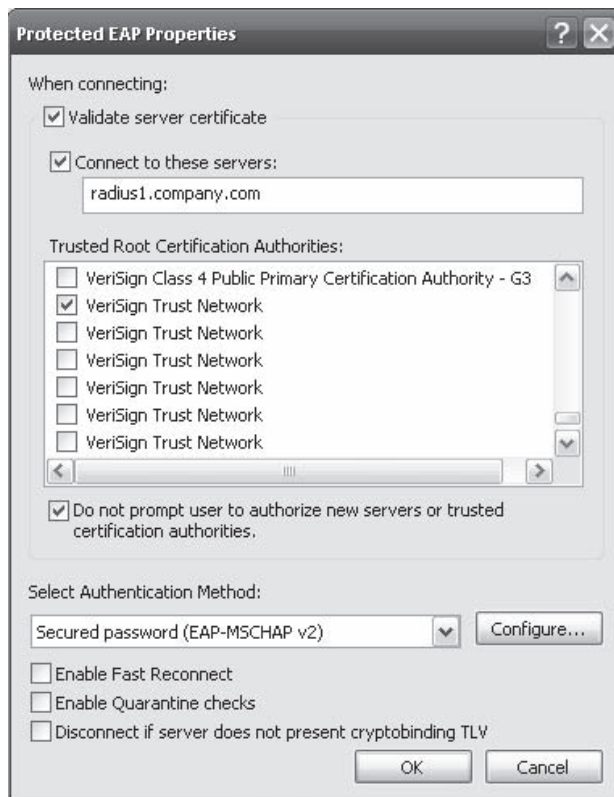 Protected EAP Properties
When connecting:
Validate server certificate
Connect to these servers:
radius1.company.com
Trusted Root Certification Authorities:
VeriSign Class 4 Public Primary Certification Authority - G3
VeriSign Trust Network
VeriSign Trust Network
VeriSign Trust Network
VeriSign Trust Network
VeriSign Trust Network
VeriSign Trust Network
Do not prompt user to authorize new servers or trusted
certification authorities.
Select Authentication Method:
Secured password (EAP-MSCHAP v2)
Configure...
Enable Fast Reconnect
Enable Quarantine checks
Disconnect if server does not present cryptobinding TLV
OK
Cancel